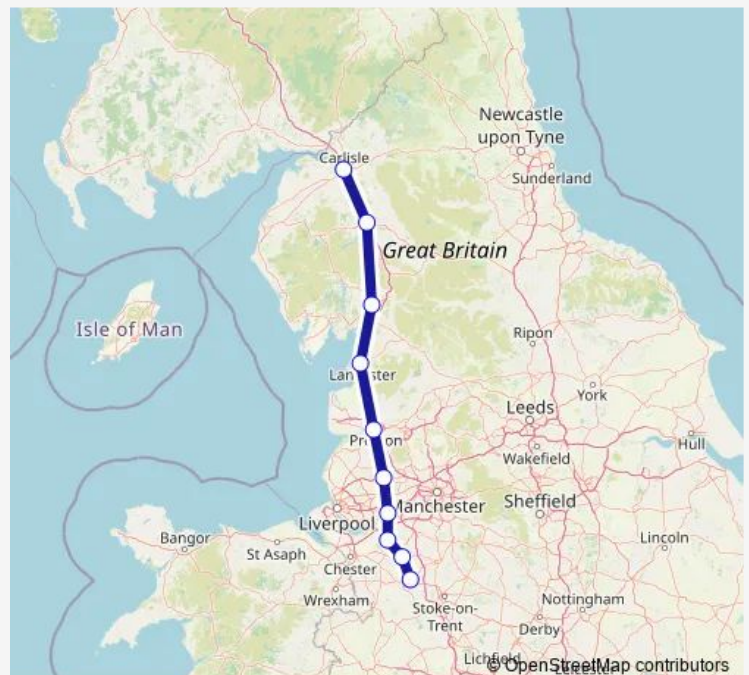 Newcastle
upon Tyne
Carlisle
Sunderland
Great Britain
Isle of Man
Ripon
York
Leeds
Hull
Wakefield
Manchester
Sheffield
Liverpool
Bangor
St Asaph
Chester
Lincoln
Wrexham
Stoke-on-
Trent
Nottingham
Derby
Lichfield
© OpenStreetMap contributors